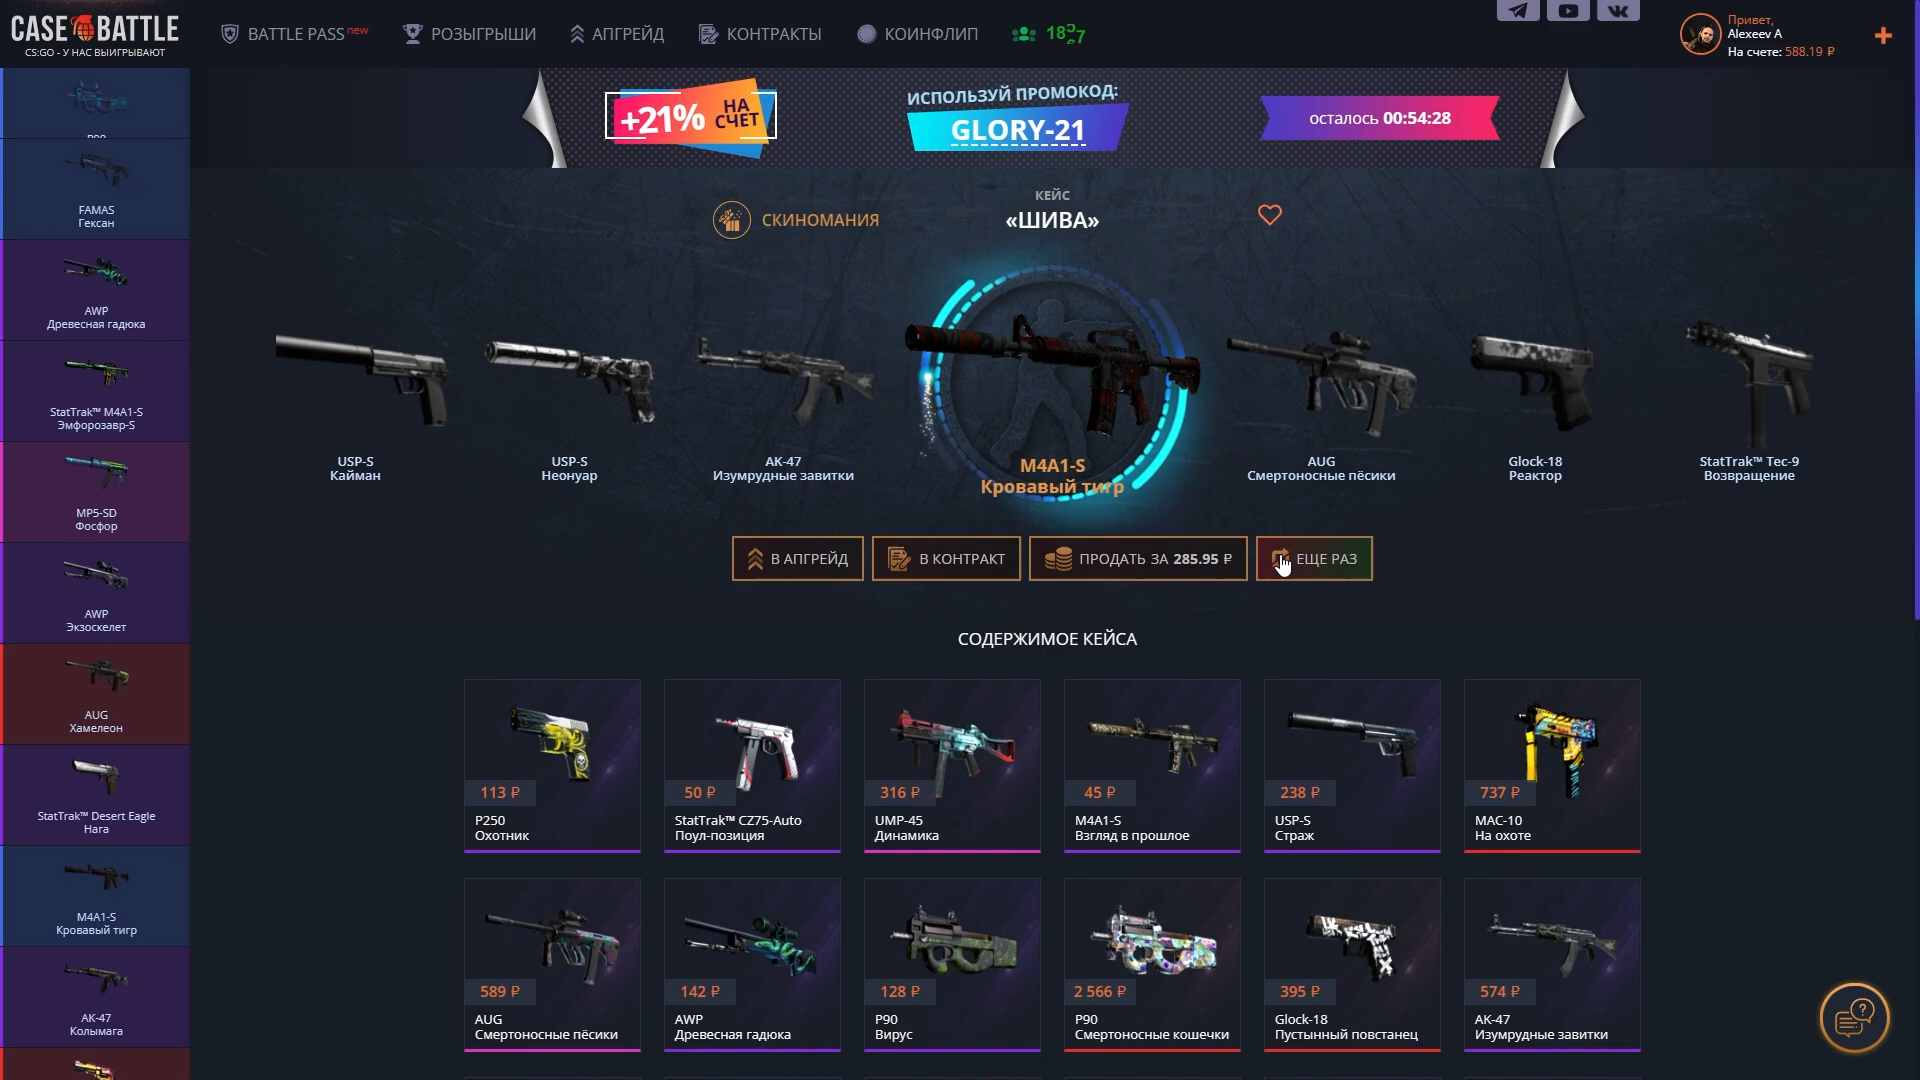 CASE BATTLE
CS:GO - У НАС ВЫИГРЫВАЮТ
BATTLE PASS new
РОЗЫГРЫШИ
АПГРЕЙД
КОНТРАКТЫ
КОИНФЛИП
Привет,
Alexeev A
На счете: 588.19 ₽
+21% НА СЧЕТ
ИСПОЛЬЗУЙ ПРОМОКОД:
GLORY-21
осталось 00:54:28
FAMAS
Гексан
AWP
Древесная гадюка
StatTrak™ M4A1-S
Эмфорозавр-S
MP5-SD
Фосфор
AWP
Экзоскелет
AUG
Хамелеон
StatTrak™ Desert Eagle
Нага
M4A1-S
Кровавый тигр
AK-47
Колымага
СКИНОМАНИЯ
КЕЙС
«ШИВА»
USP-S
Кайман
USP-S
Неонуар
AK-47
Изумрудные завитки
M4A1-S
Кровавый тигр
AUG
Смертоносные пёсики
Glock-18
Реактор
StatTrak™ Tec-9
Возвращение
В АПГРЕЙД
В КОНТРАКТ
ПРОДАТЬ ЗА 285.95 ₽
ЕЩЕ РАЗ
СОДЕРЖИМОЕ КЕЙСА
113 ₽
P250
Охотник
50 ₽
StatTrak™ CZ75-Auto
Поул-позиция
316 ₽
UMP-45
Динамика
45 ₽
M4A1-S
Взгляд в прошлое
238 ₽
USP-S
Страж
737 ₽
MAC-10
На охоте
589 ₽
AUG
Смертоносные пёсики
142 ₽
AWP
Древесная гадюка
128 ₽
P90
Вирус
2 566 ₽
P90
Смертоносные кошечки
395 ₽
Glock-18
Пустынный повстанец
574 ₽
AK-47
Изумрудные завитки